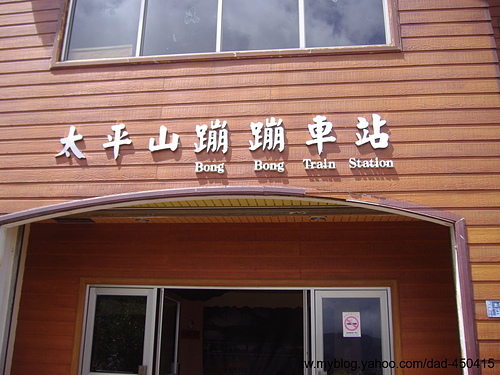 太平山蹦蹦車站
Bong Bong Train Station
w.myblog.yahoo.com/dad-450415